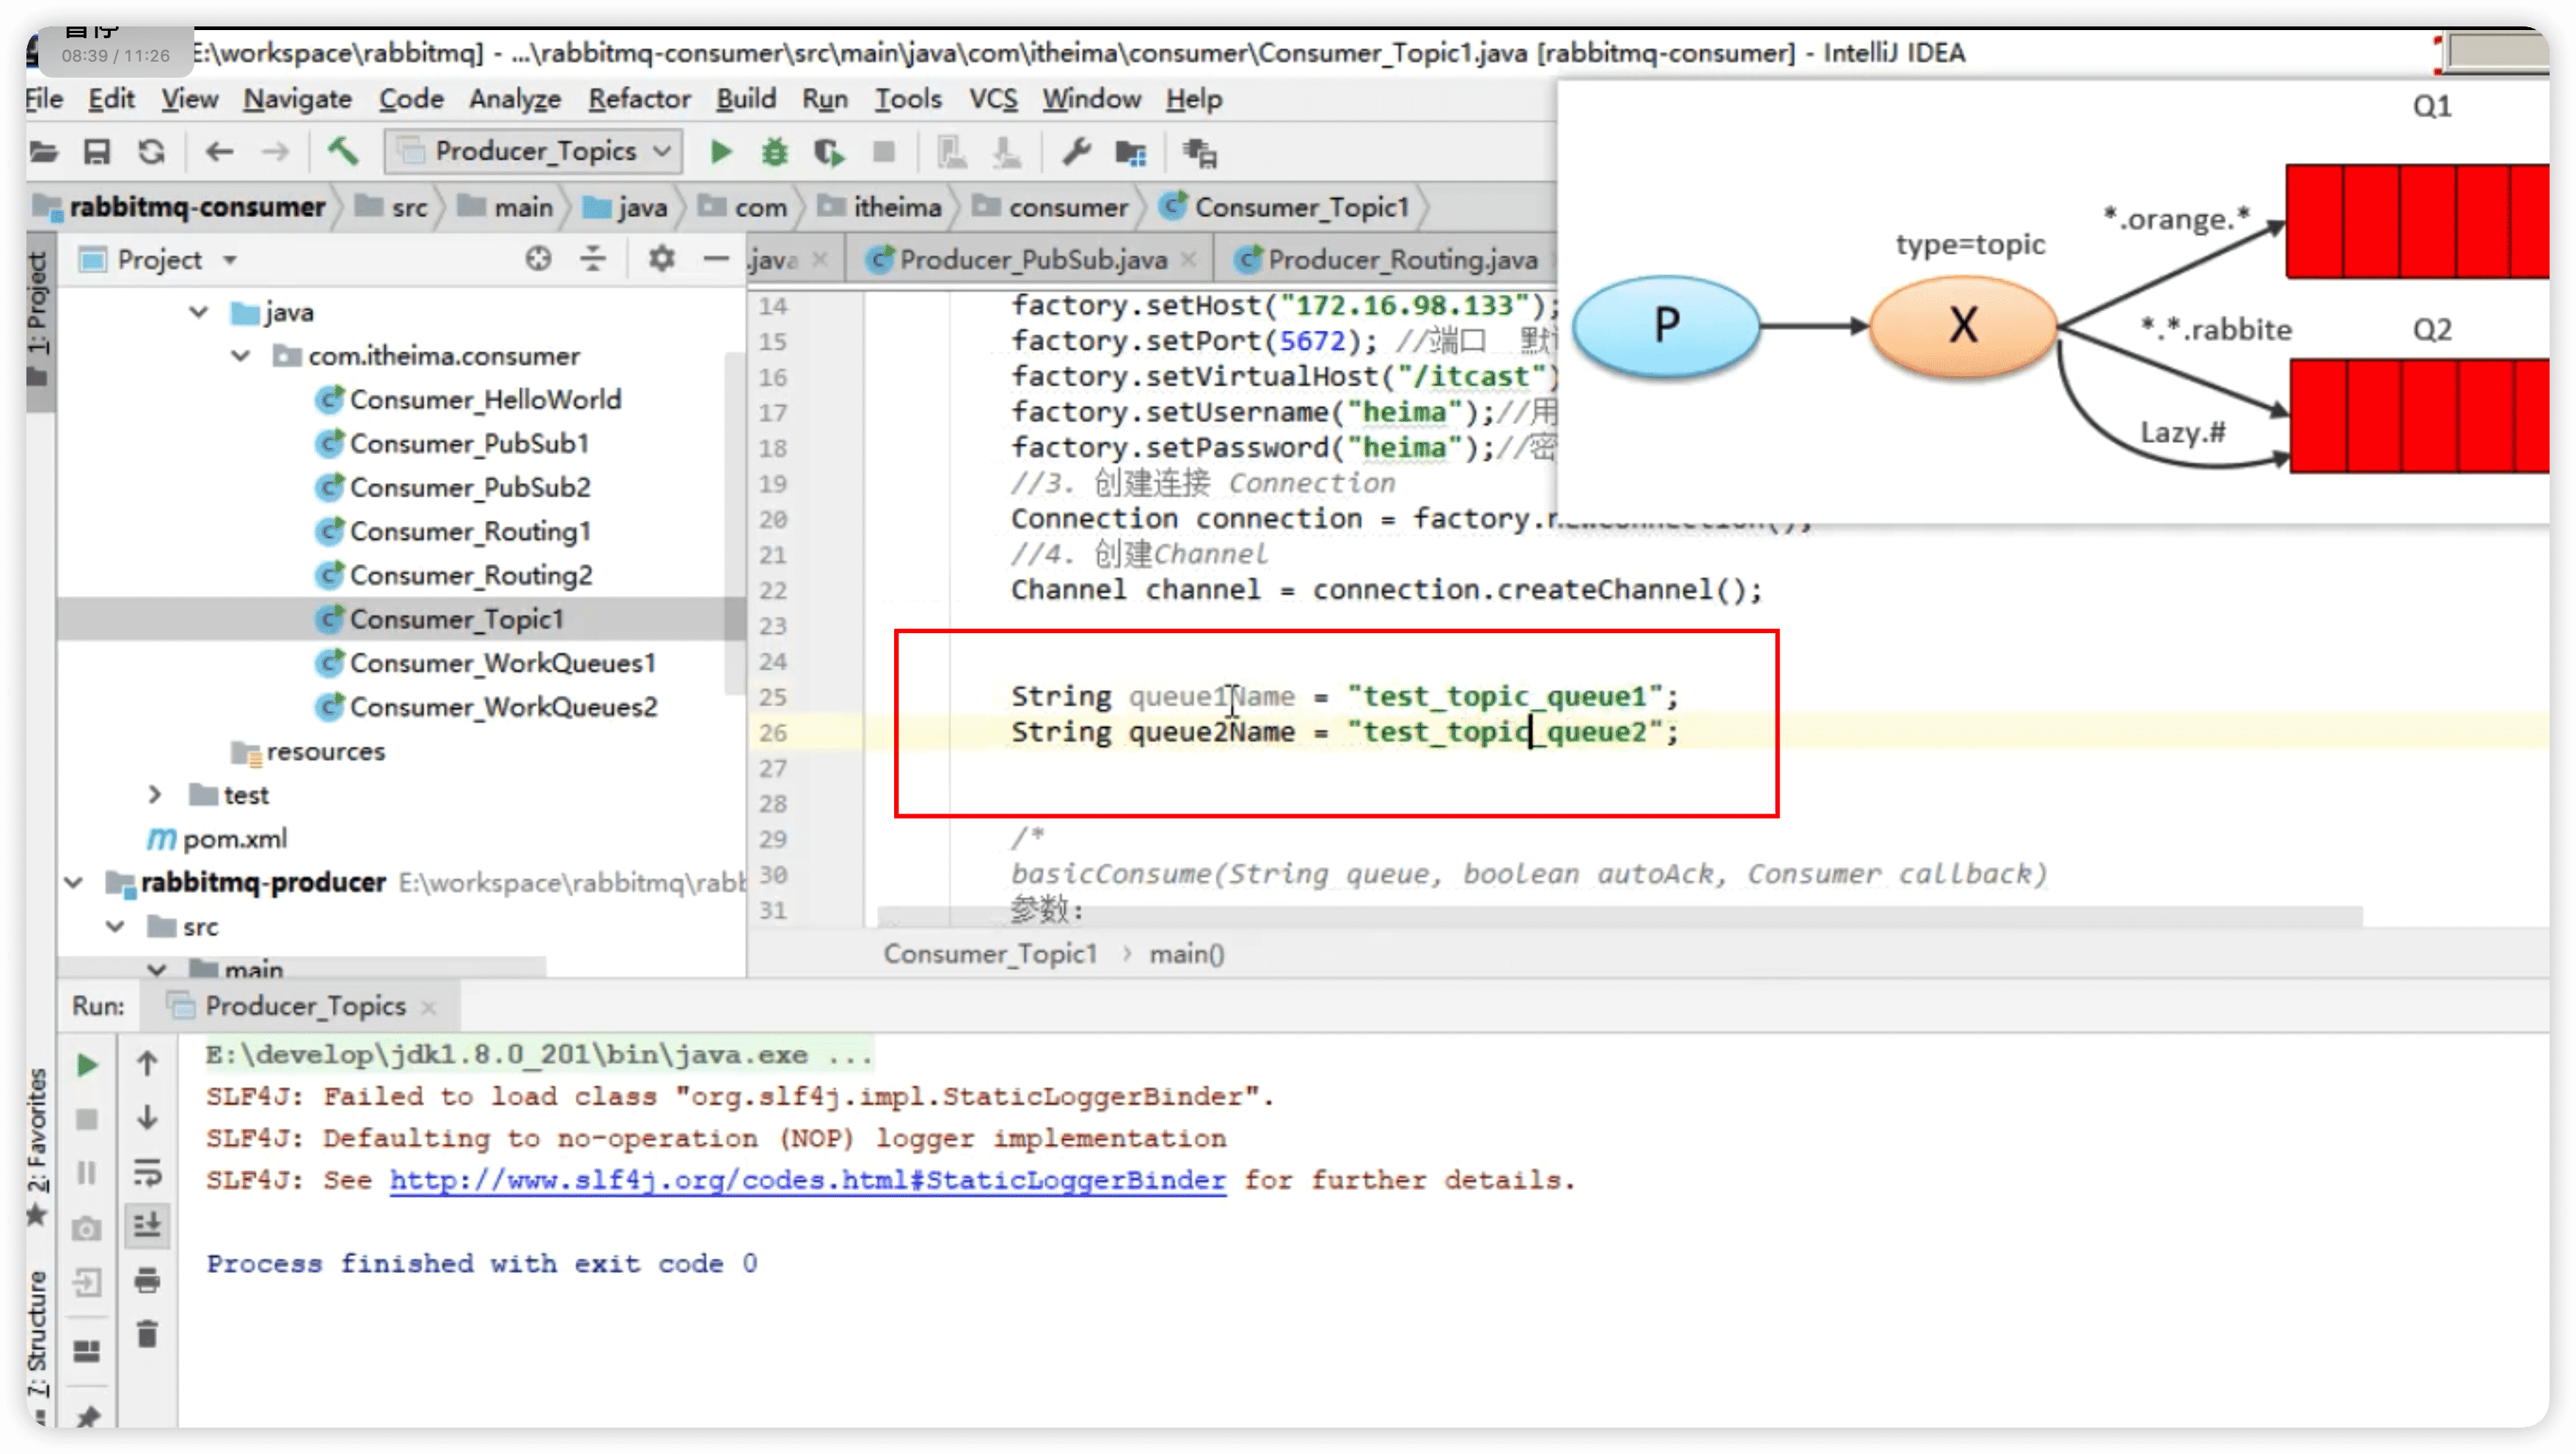 暂停
08:39 / 11:26
E:\workspace\rabbitmq] - ...\rabbitmq-consumer\src\main\java\com\itheima\consumer\Consumer_Topic1.java [rabbitmq-consumer] - IntelliJ IDEA
File Edit View Navigate Code Analyze Refactor Build Run Tools VCS Window Help
Producer_Topics
rabbitmq-consumer src main java com itheima consumer Consumer_Topic1
1: Project
Project
java
com.itheima.consumer
Consumer_HelloWorld
Consumer_PubSub1
Consumer_PubSub2
Consumer_Routing1
Consumer_Routing2
Consumer_Topic1
Consumer_WorkQueues1
Consumer_WorkQueues2
resources
test
pom.xml
rabbitmq-producer E:\workspace\rabbitmq\rabb
src
main
.java Producer_PubSub.java Producer_Routing.java
14 factory.setHost("172.16.98.133");
15 factory.setPort(5672); //端口 默
16 factory.setVirtualHost("/itcast")
17 factory.setUsername("heima");//用
18 factory.setPassword("heima");//密
19 //3. 创建连接 Connection
20 Connection connection = factory.newConnection();
21 //4. 创建Channel
22 Channel channel = connection.createChannel();
23
24
25 String queue1Name = "test_topic_queue1";
26 String queue2Name = "test_topic_queue2";
27
28
29 /*
30 basicConsume(String queue, boolean autoAck, Consumer callback)
31 参数:
Consumer_Topic1 › main()
Q1
*.orange.*
type=topic
P
X
*.*.rabbite
Q2
Lazy.#
Run: Producer_Topics
2: Favorites
7: Structure
E:\develop\jdk1.8.0_201\bin\java.exe ...
SLF4J: Failed to load class "org.slf4j.impl.StaticLoggerBinder".
SLF4J: Defaulting to no-operation (NOP) logger implementation
SLF4J: See http://www.slf4j.org/codes.html#StaticLoggerBinder for further details.
Process finished with exit code 0